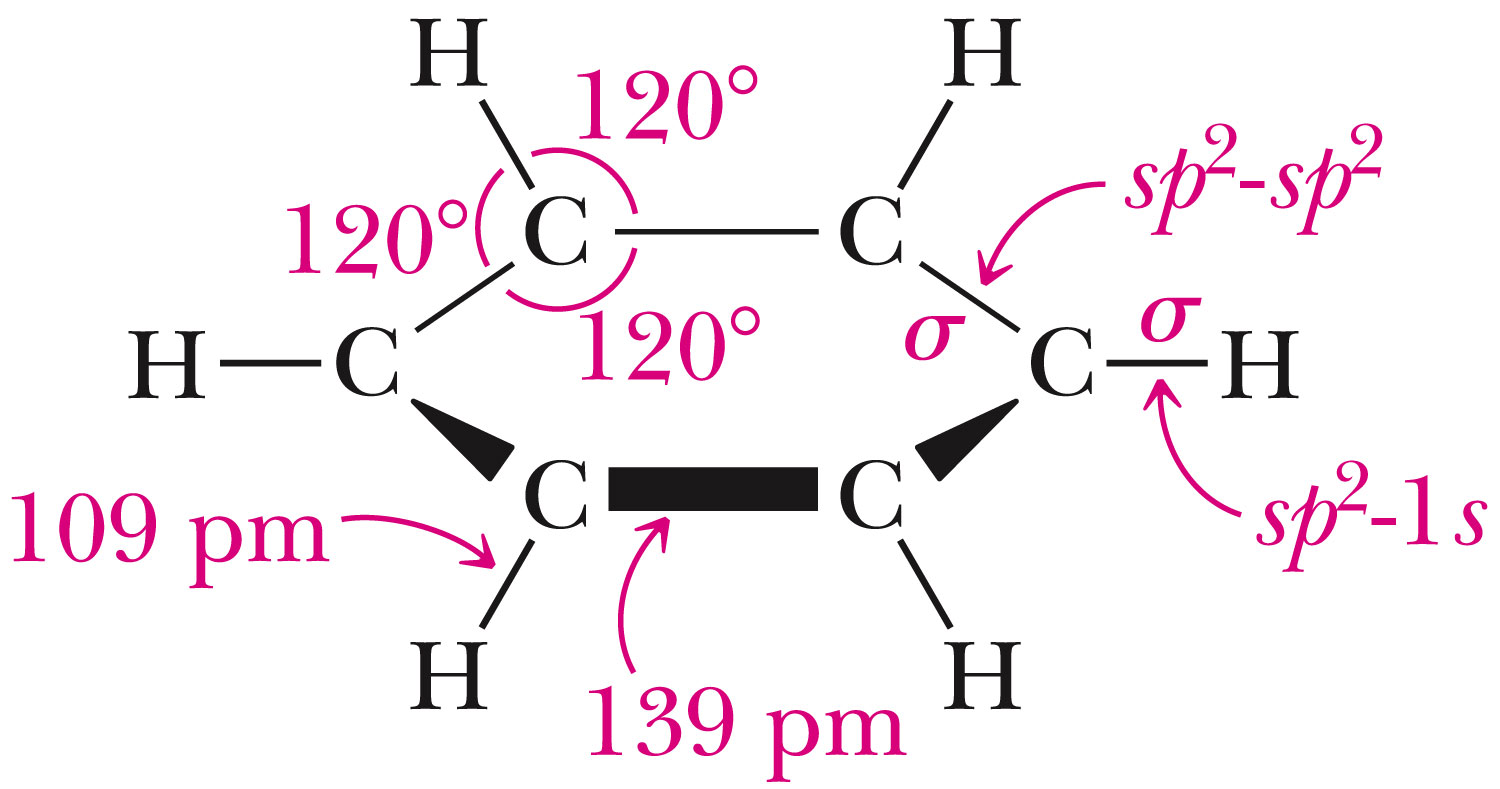 H H
120°
sp²-sp²
120° C C
σ
120° σ
H C C H
109 pm C C sp²-1s
H H
139 pm